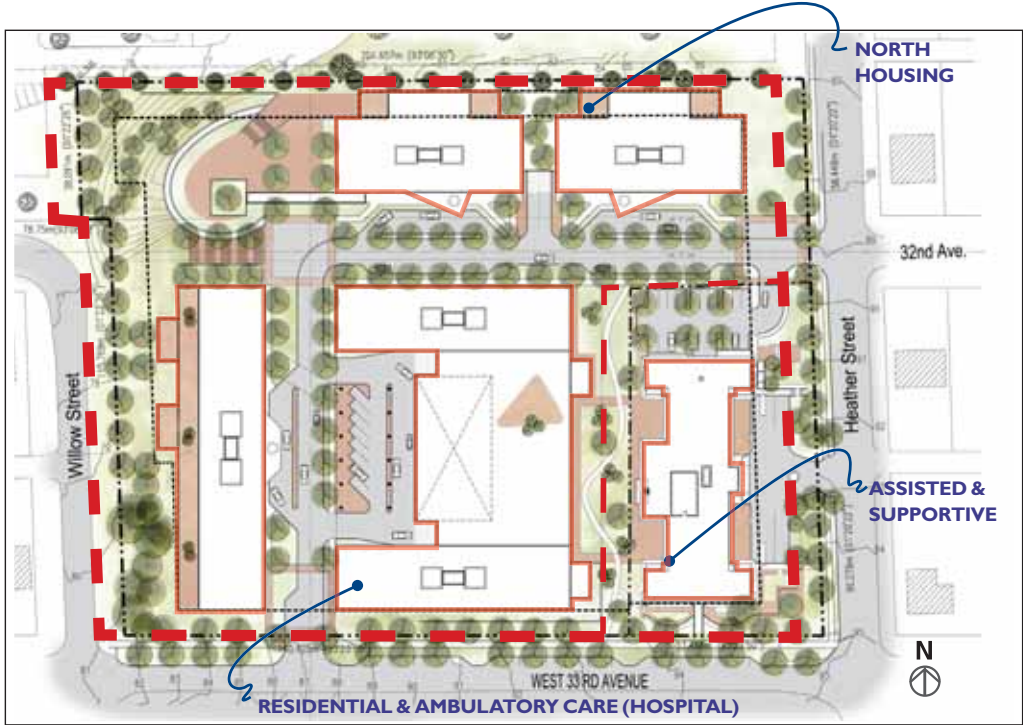 NORTH
HOUSING
32nd Ave.
Willow Street
Heather Street
ASSISTED &
SUPPORTIVE
N
WEST 33 RD AVENUE
RESIDENTIAL & AMBULATORY CARE (HOSPITAL)